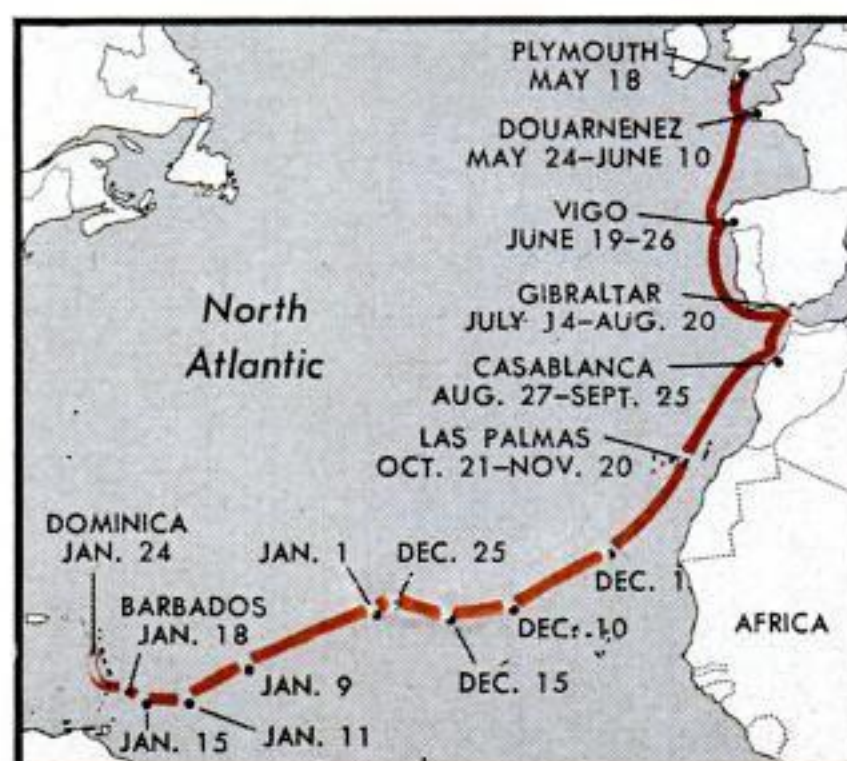 PLYMOUTH
MAY 18
DOUARNENEZ
MAY 24–JUNE 10
VIGO
JUNE 19–26
GIBRALTAR
JULY 14–AUG. 20
North
Atlantic
CASABLANCA
AUG. 27–SEPT. 25
LAS PALMAS
OCT. 21–NOV. 20
DOMINICA
JAN. 24
JAN. 1
DEC. 25
DEC. 1
BARBADOS
JAN. 18
DEC. 10
AFRICA
JAN. 9
DEC. 15
JAN. 15
JAN. 11